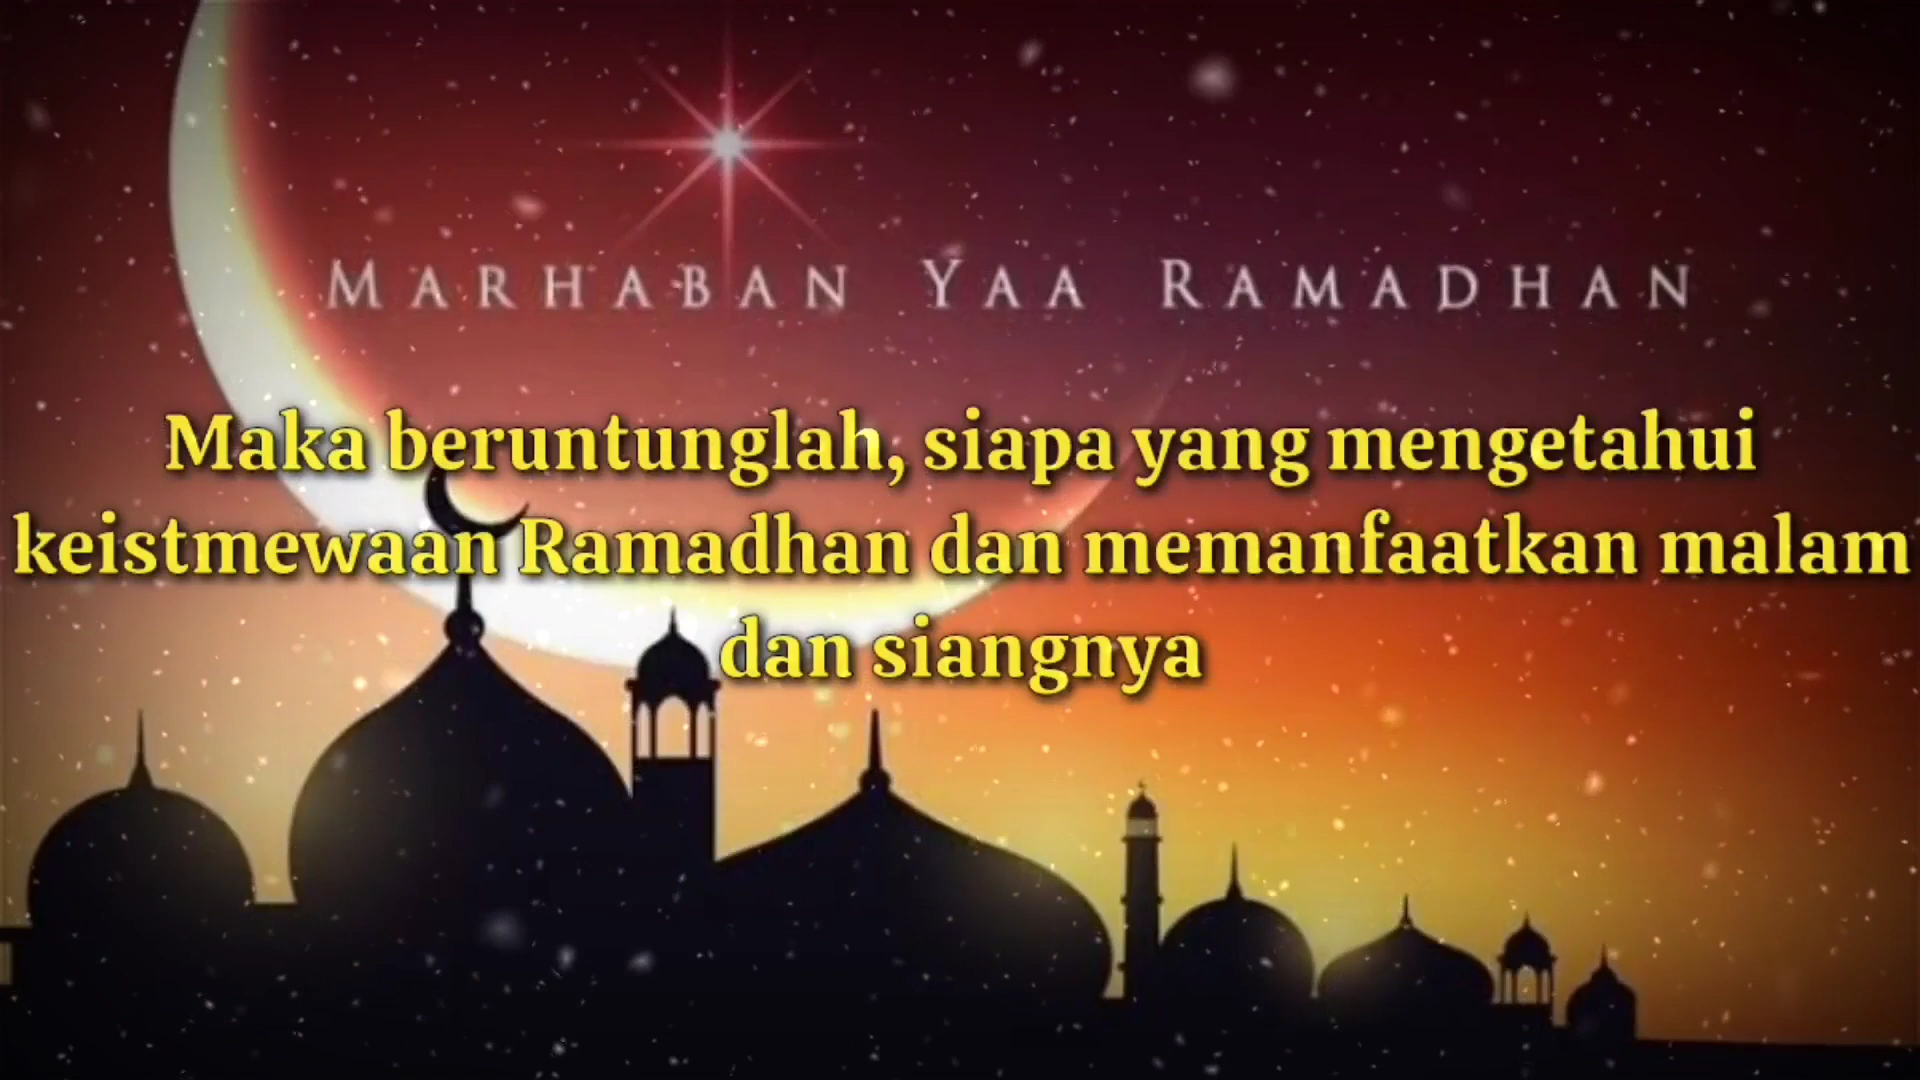 MARHABAN YAA RAMADHAN
Maka beruntunglah, siapa yang mengetahui
keistmewaan Ramadhan dan memanfaatkan malam
dan siangnya